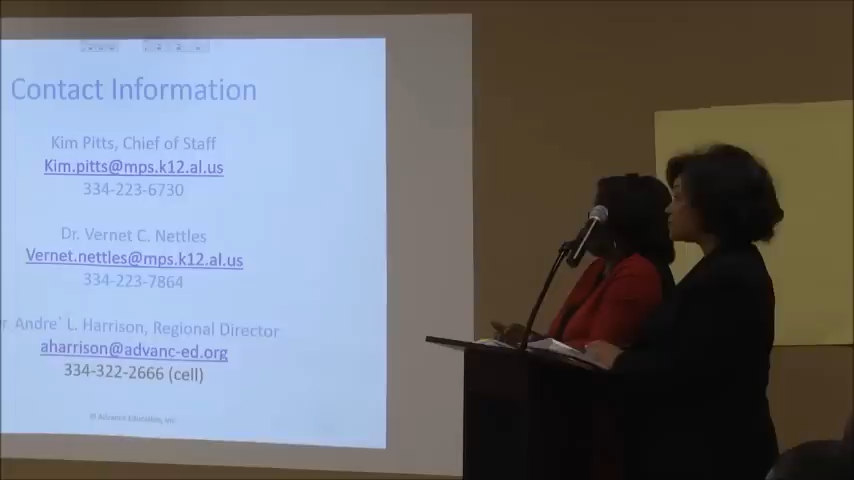 Contact Information
Kim Pitts, Chief of Staff
Kim.pitts@mps.k12.al.us
334-223-6730
Dr. Vernet C. Nettles
Vernet.nettles@mps.k12.al.us
334-223-7864
r Andre` L. Harrison, Regional Director
aharrison@advanc-ed.org
334-322-2666 (cell)